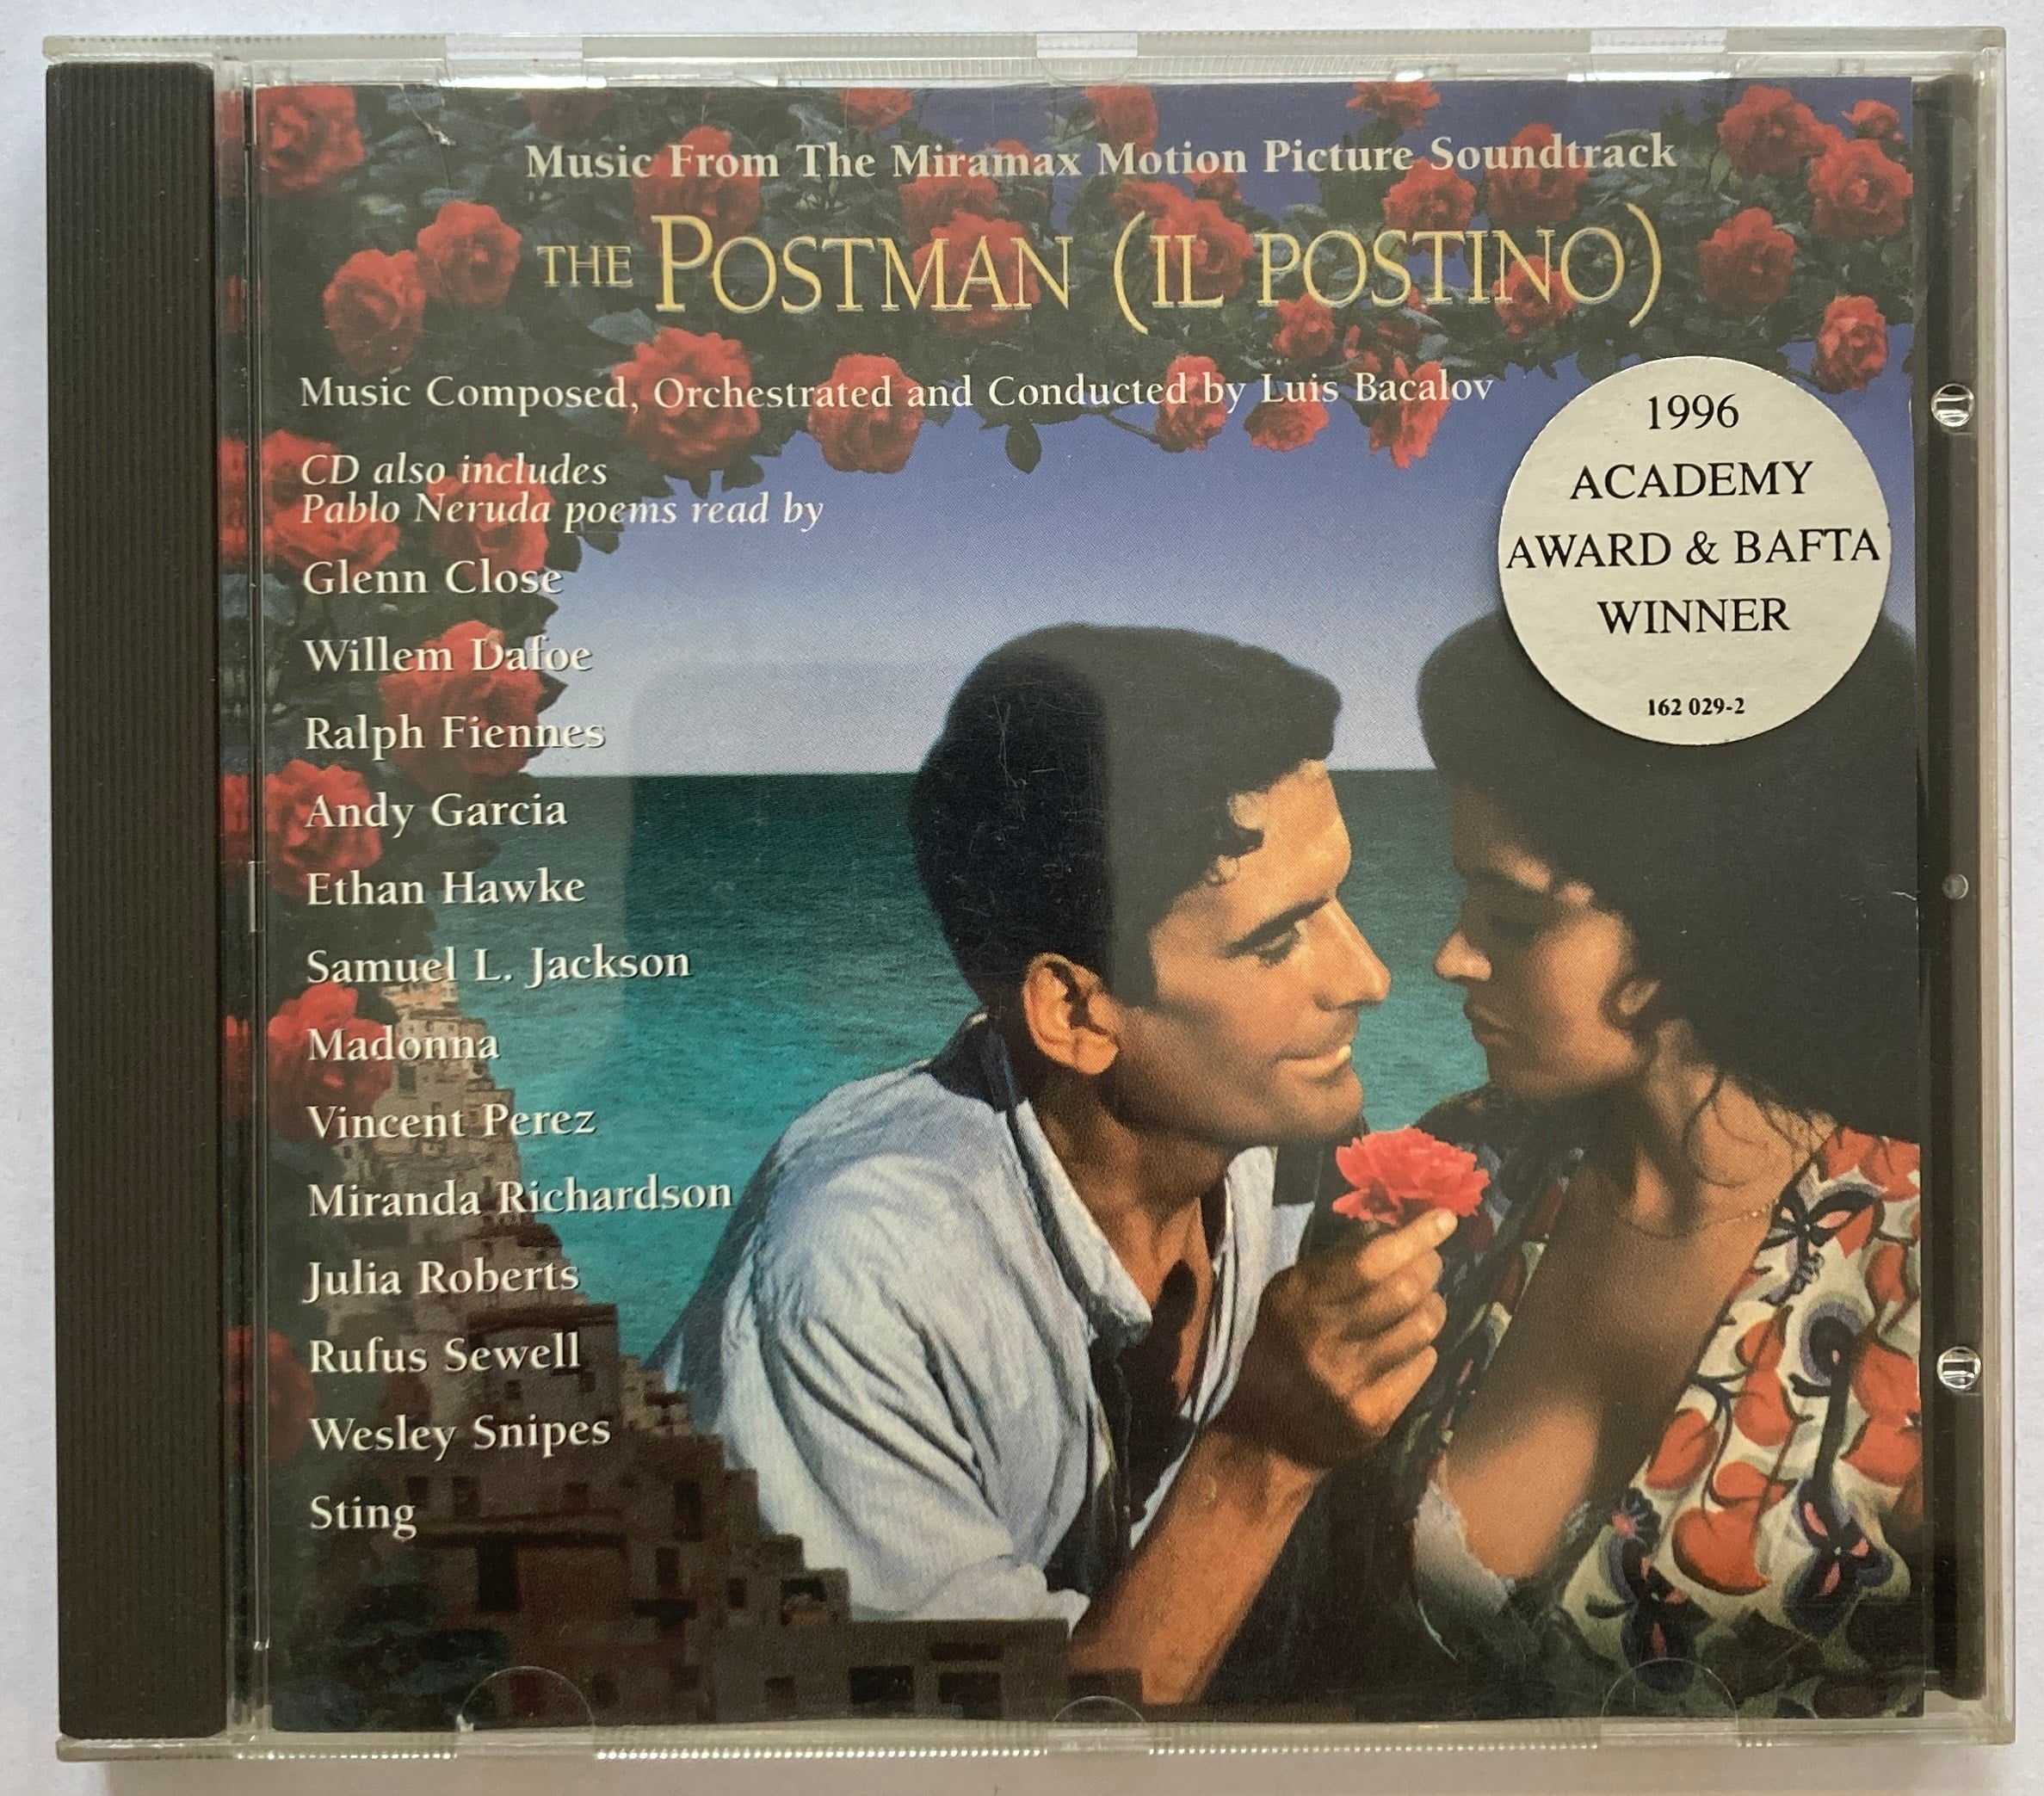 Music From The Miramax Motion Picture Soundtrack
THE POSTMAN (IL POSTINO)
Music Composed, Orchestrated and Conducted by Luis Bacalov
CD also includes
Pablo Neruda poems read by
Glenn Close
Willem Dafoe
Ralph Fiennes
Andy Garcia
Ethan Hawke
Samuel L. Jackson
Madonna
Vincent Perez
Miranda Richardson
Julia Roberts
Rufus Sewell
Wesley Snipes
Sting
1996
ACADEMY
AWARD & BAFTA
WINNER
162 029-2